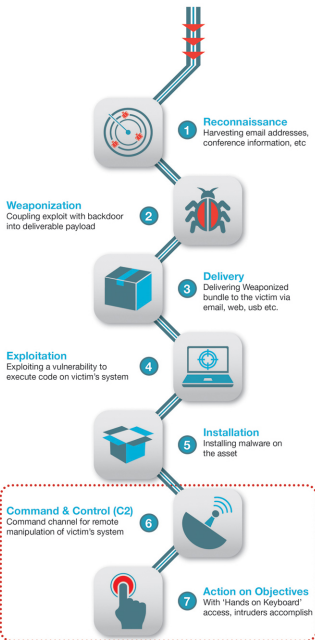 1
Reconnaissance
Harvesting email addresses,
conference information, etc
Weaponization
Coupling exploit with backdoor
into deliverable payload
2
3
Delivery
Delivering Weaponized
bundle to the victim via
email, web, usb etc.
Exploitation
Exploiting a vulnerability to
execute code on victim's system
4
5
Installation
Installing malware on
the asset
Command & Control (C2)
Command channel for remote
manipulation of victim's system
6
7
Action on Objectives
With 'Hands on Keyboard'
access, intruders accomplish